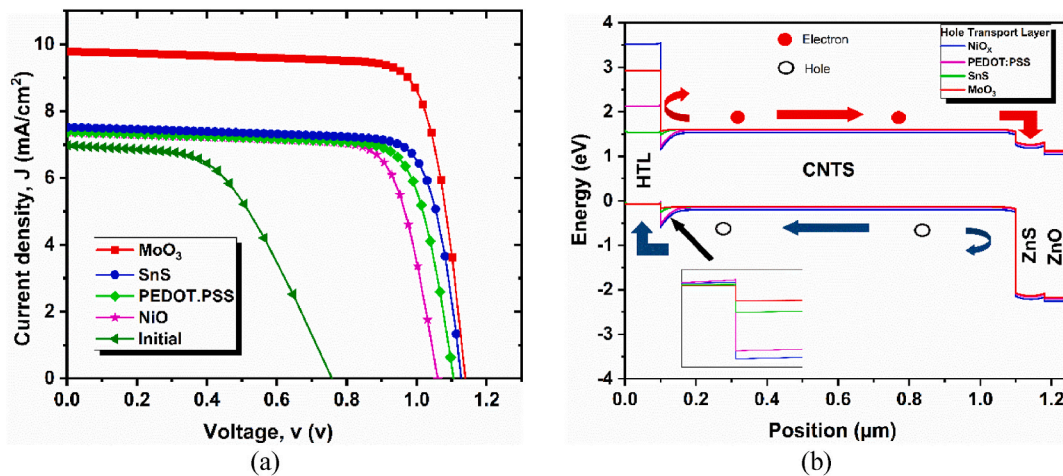 10
8
6
4
2
0
Current density, J (mA/cm²)
MoO₃
SnS
PEDOT.PSS
NiO
Initial
0.0 0.2 0.4 0.6 0.8 1.0 1.2
Voltage, v (v)
(a)
4
3
2
1
0
-1
-2
-3
-4
Energy (eV)
Electron
Hole
Hole Transport Layer
NiOₓ
PEDOT:PSS
SnS
MoO₃
HTL
CNTS
ZnS
ZnO
0.0 0.2 0.4 0.6 0.8 1.0 1.2
Position (µm)
(b)